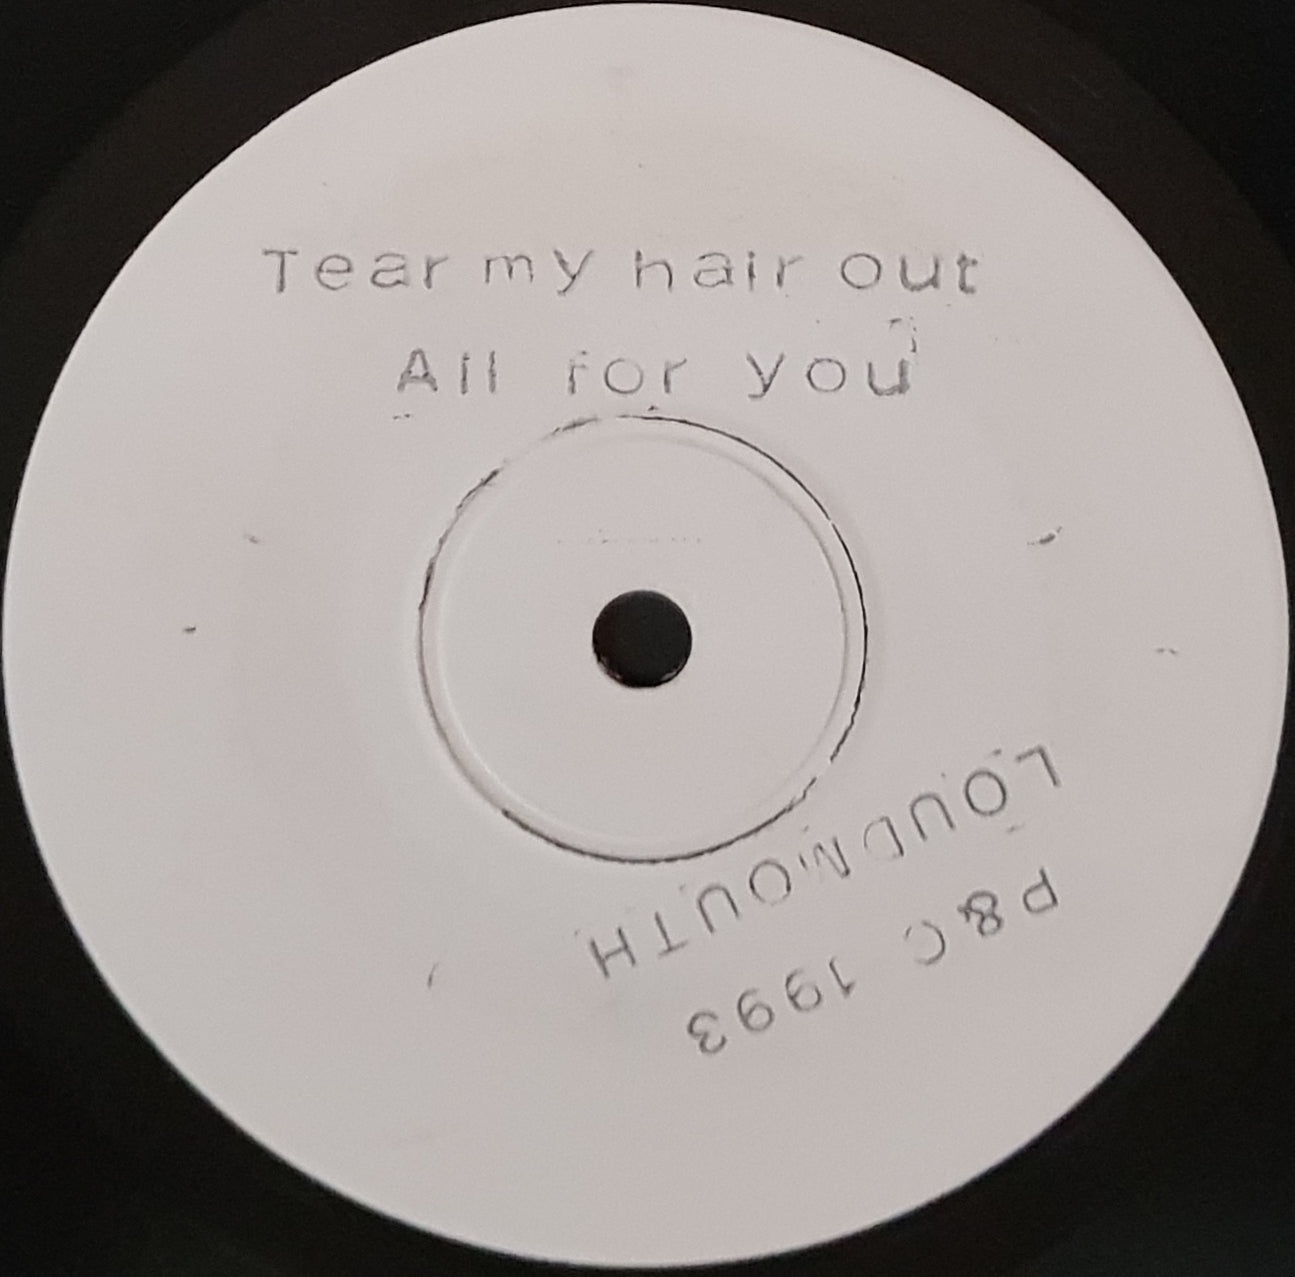 Tear my hair out
All for you
LOUDMOUTH
P&C 1993